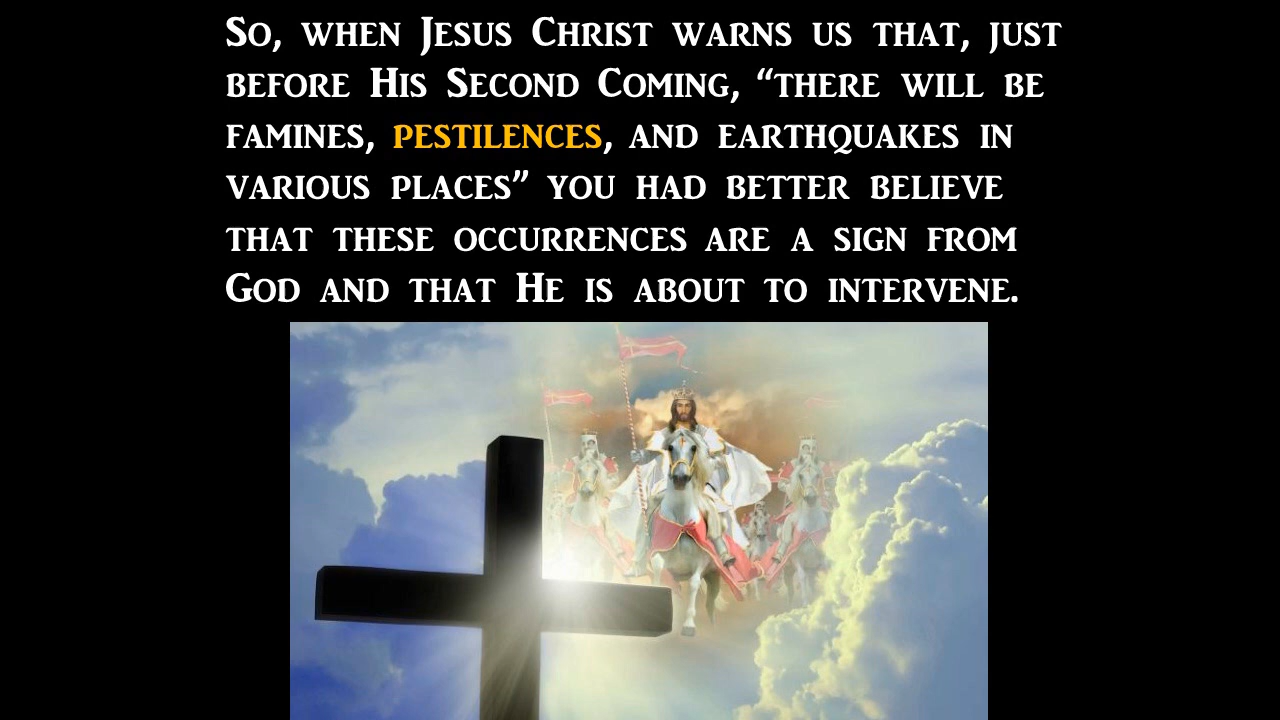 So, when Jesus Christ warns us that, just
before His Second Coming, “there will be
famines, pestilences, and earthquakes in
various places” you had better believe
that these occurrences are a sign from
God and that He is about to intervene.